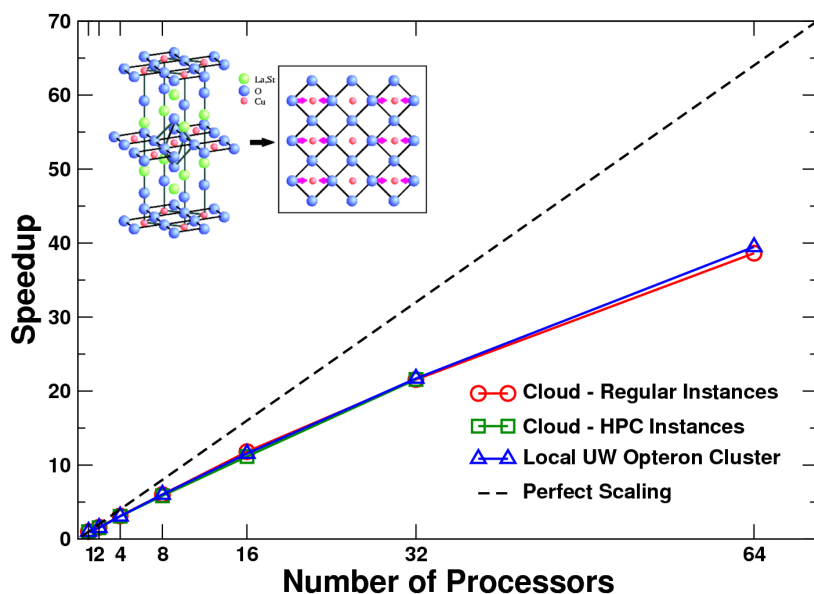 70
60
50
40
30
20
10
0
Speedup
La,Sr
O
Cu
Cloud - Regular Instances
Cloud - HPC Instances
Local UW Opteron Cluster
Perfect Scaling
1 2 4 8 16 32 64
Number of Processors